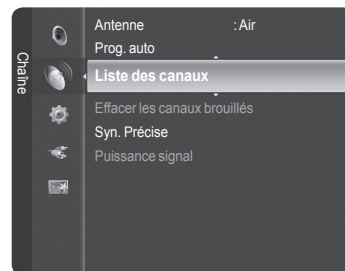 Chaîne
Antenne : Air
Prog. auto
Liste des canaux
Effacer les canaux brouillés
Syn. Précise
Puissance signal